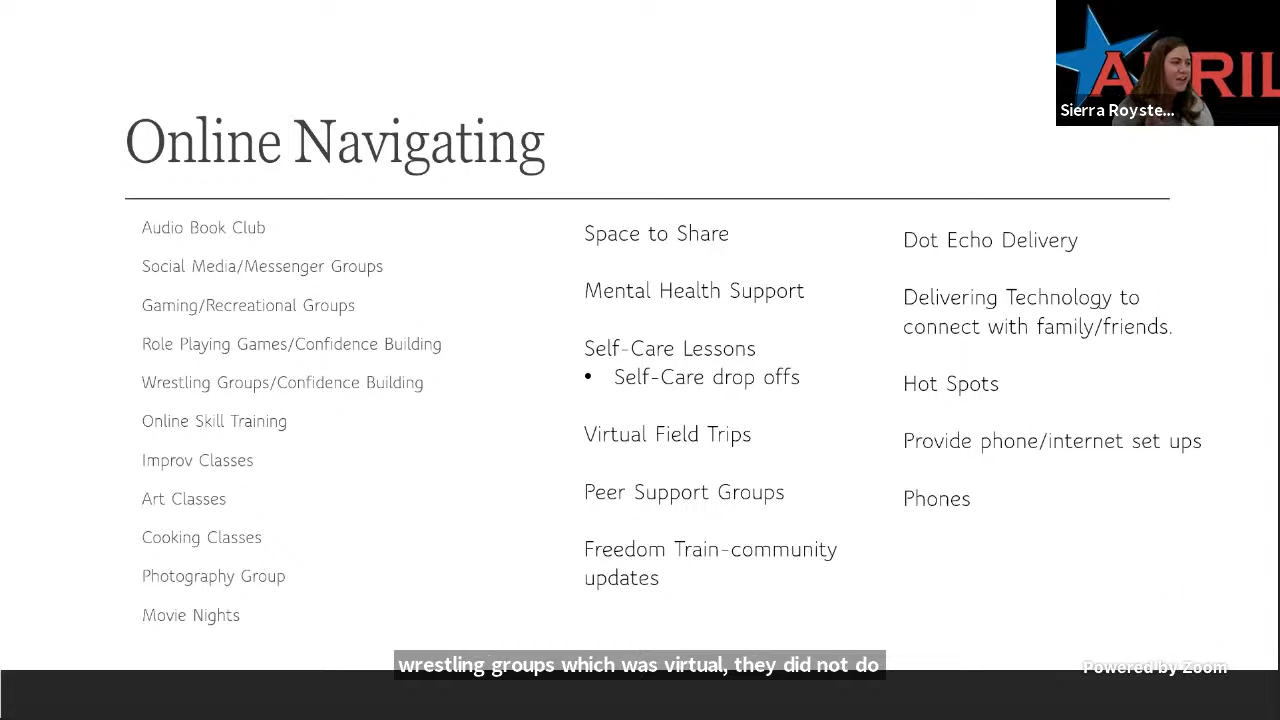 APRIL
Sierra Royste...
Online Navigating
Audio Book Club
Social Media/Messenger Groups
Gaming/Recreational Groups
Role Playing Games/Confidence Building
Wrestling Groups/Confidence Building
Online Skill Training
Improv Classes
Art Classes
Cooking Classes
Photography Group
Movie Nights
Space to Share
Mental Health Support
Self-Care Lessons
• Self-Care drop offs
Virtual Field Trips
Peer Support Groups
Freedom Train-community
updates
Dot Echo Delivery
Delivering Technology to
connect with family/friends.
Hot Spots
Provide phone/internet set ups
Phones
wrestling groups which was virtual, they did not do
Powered by Zoom